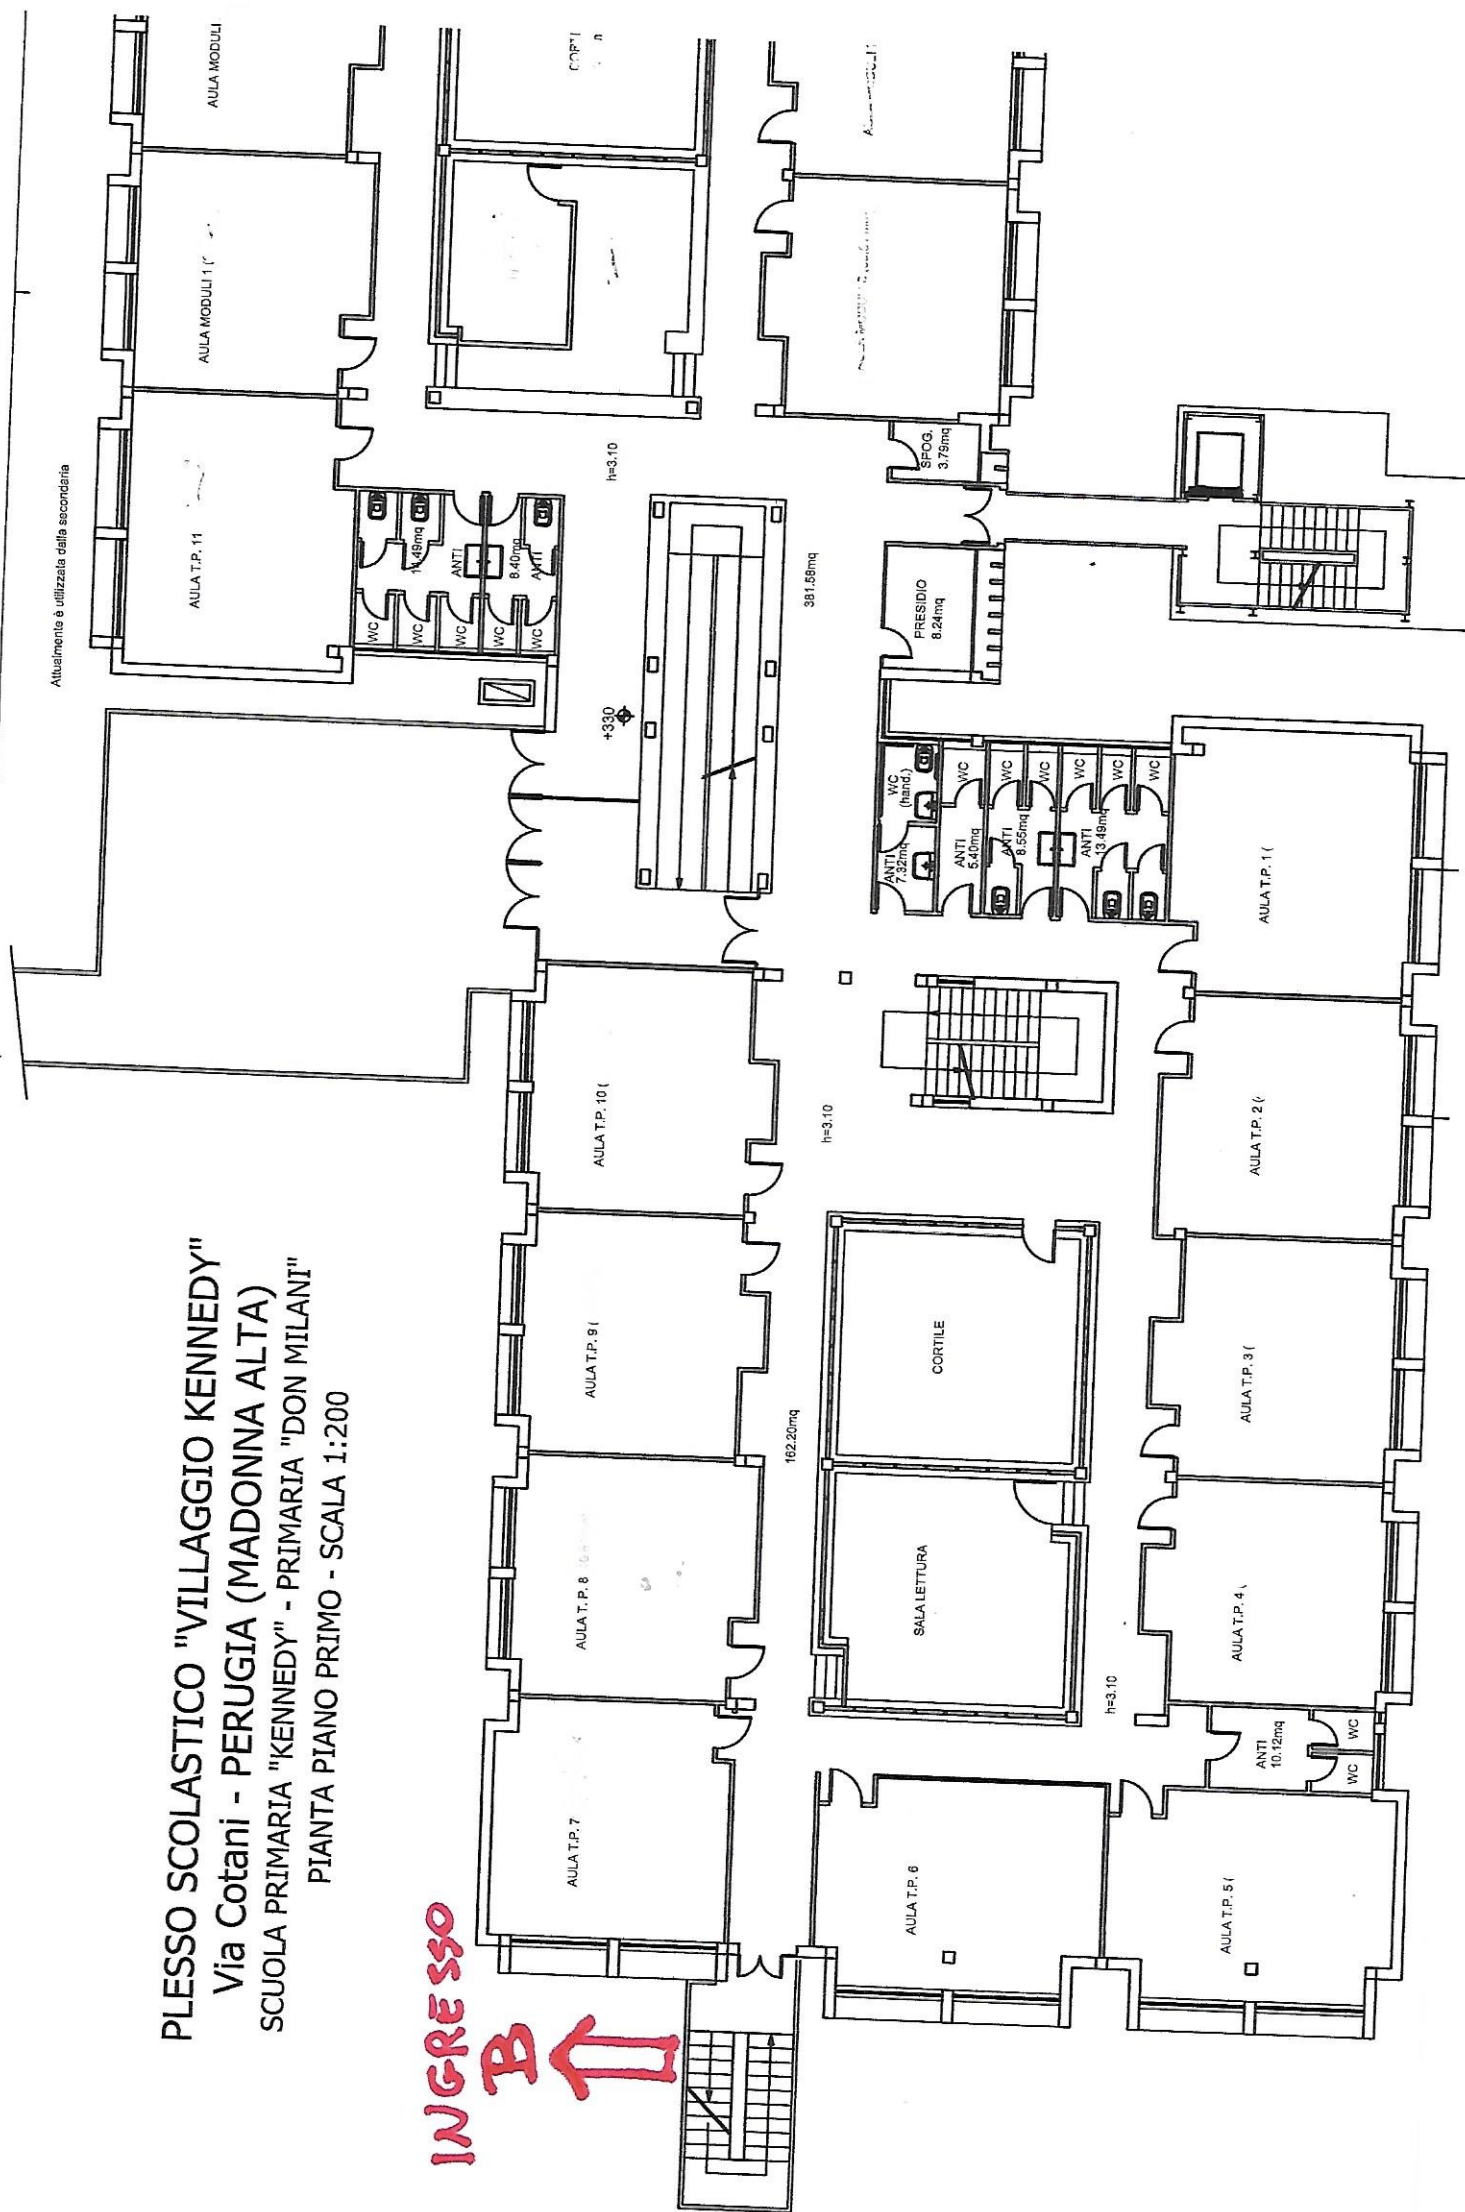 PLESSO SCOLASTICO "VILLAGGIO KENNEDY"
Via Cotani - PERUGIA (MADONNA ALTA)
SCUOLA PRIMARIA "KENNEDY" - PRIMARIA "DON MILANI"
PIANTA PIANO PRIMO - SCALA 1:200
Attualmente è utilizzata dalla secondaria
INGRESSO
B
AULA T.P. 7
AULA T. P. 8
AULA T.P. 9 (
AULA T.P. 10 (
AULA T.P. 11
AULA MODULI 1 (
AULA MODULI
WC
WC
WC
WC
WC
ANTI
8.40mq
ANTI
h=3.10
+330
381.58mq
162.20mq
h=3.10
SALA LETTURA
CORTILE
h=3.10
AULA T.P. 6
AULA T.P. 5 (
WC
WC
ANTI
10.12mq
AULA T.P. 4
AULA T.P. 3 (
AULA T.P. 2 (
AULA T.P. 1 (
ANTI
7.32mq
WC
(hand.)
ANTI
5.40mq
WC
ANTI
8.55mq
WC
WC
ANTI
13.49mq
WC
WC
WC
PRESIDIO
8.24mq
SPOG.
3.79mq